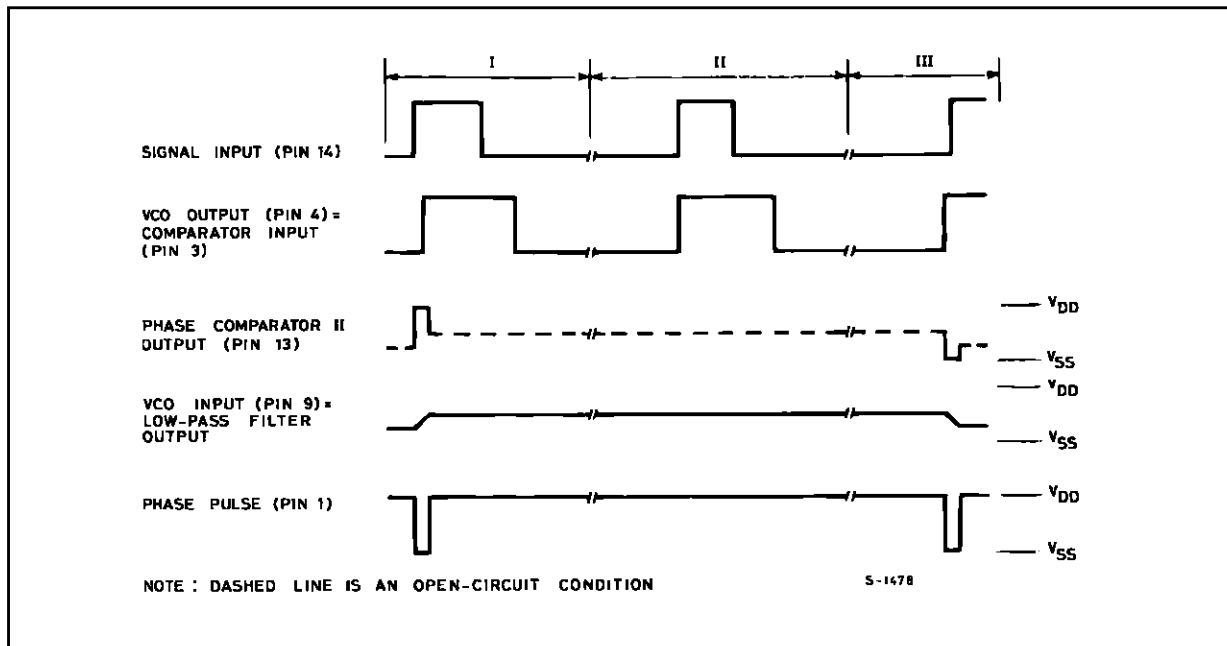 I
II
III
SIGNAL INPUT (PIN 14)
VCO OUTPUT (PIN 4)=
COMPARATOR INPUT
(PIN 3)
PHASE COMPARATOR II
OUTPUT (PIN 13)
VDD
VSS
VCO INPUT (PIN 9)=
LOW-PASS FILTER
OUTPUT
VDD
VSS
PHASE PULSE (PIN 1)
VDD
VSS
NOTE : DASHED LINE IS AN OPEN-CIRCUIT CONDITION
S-1478